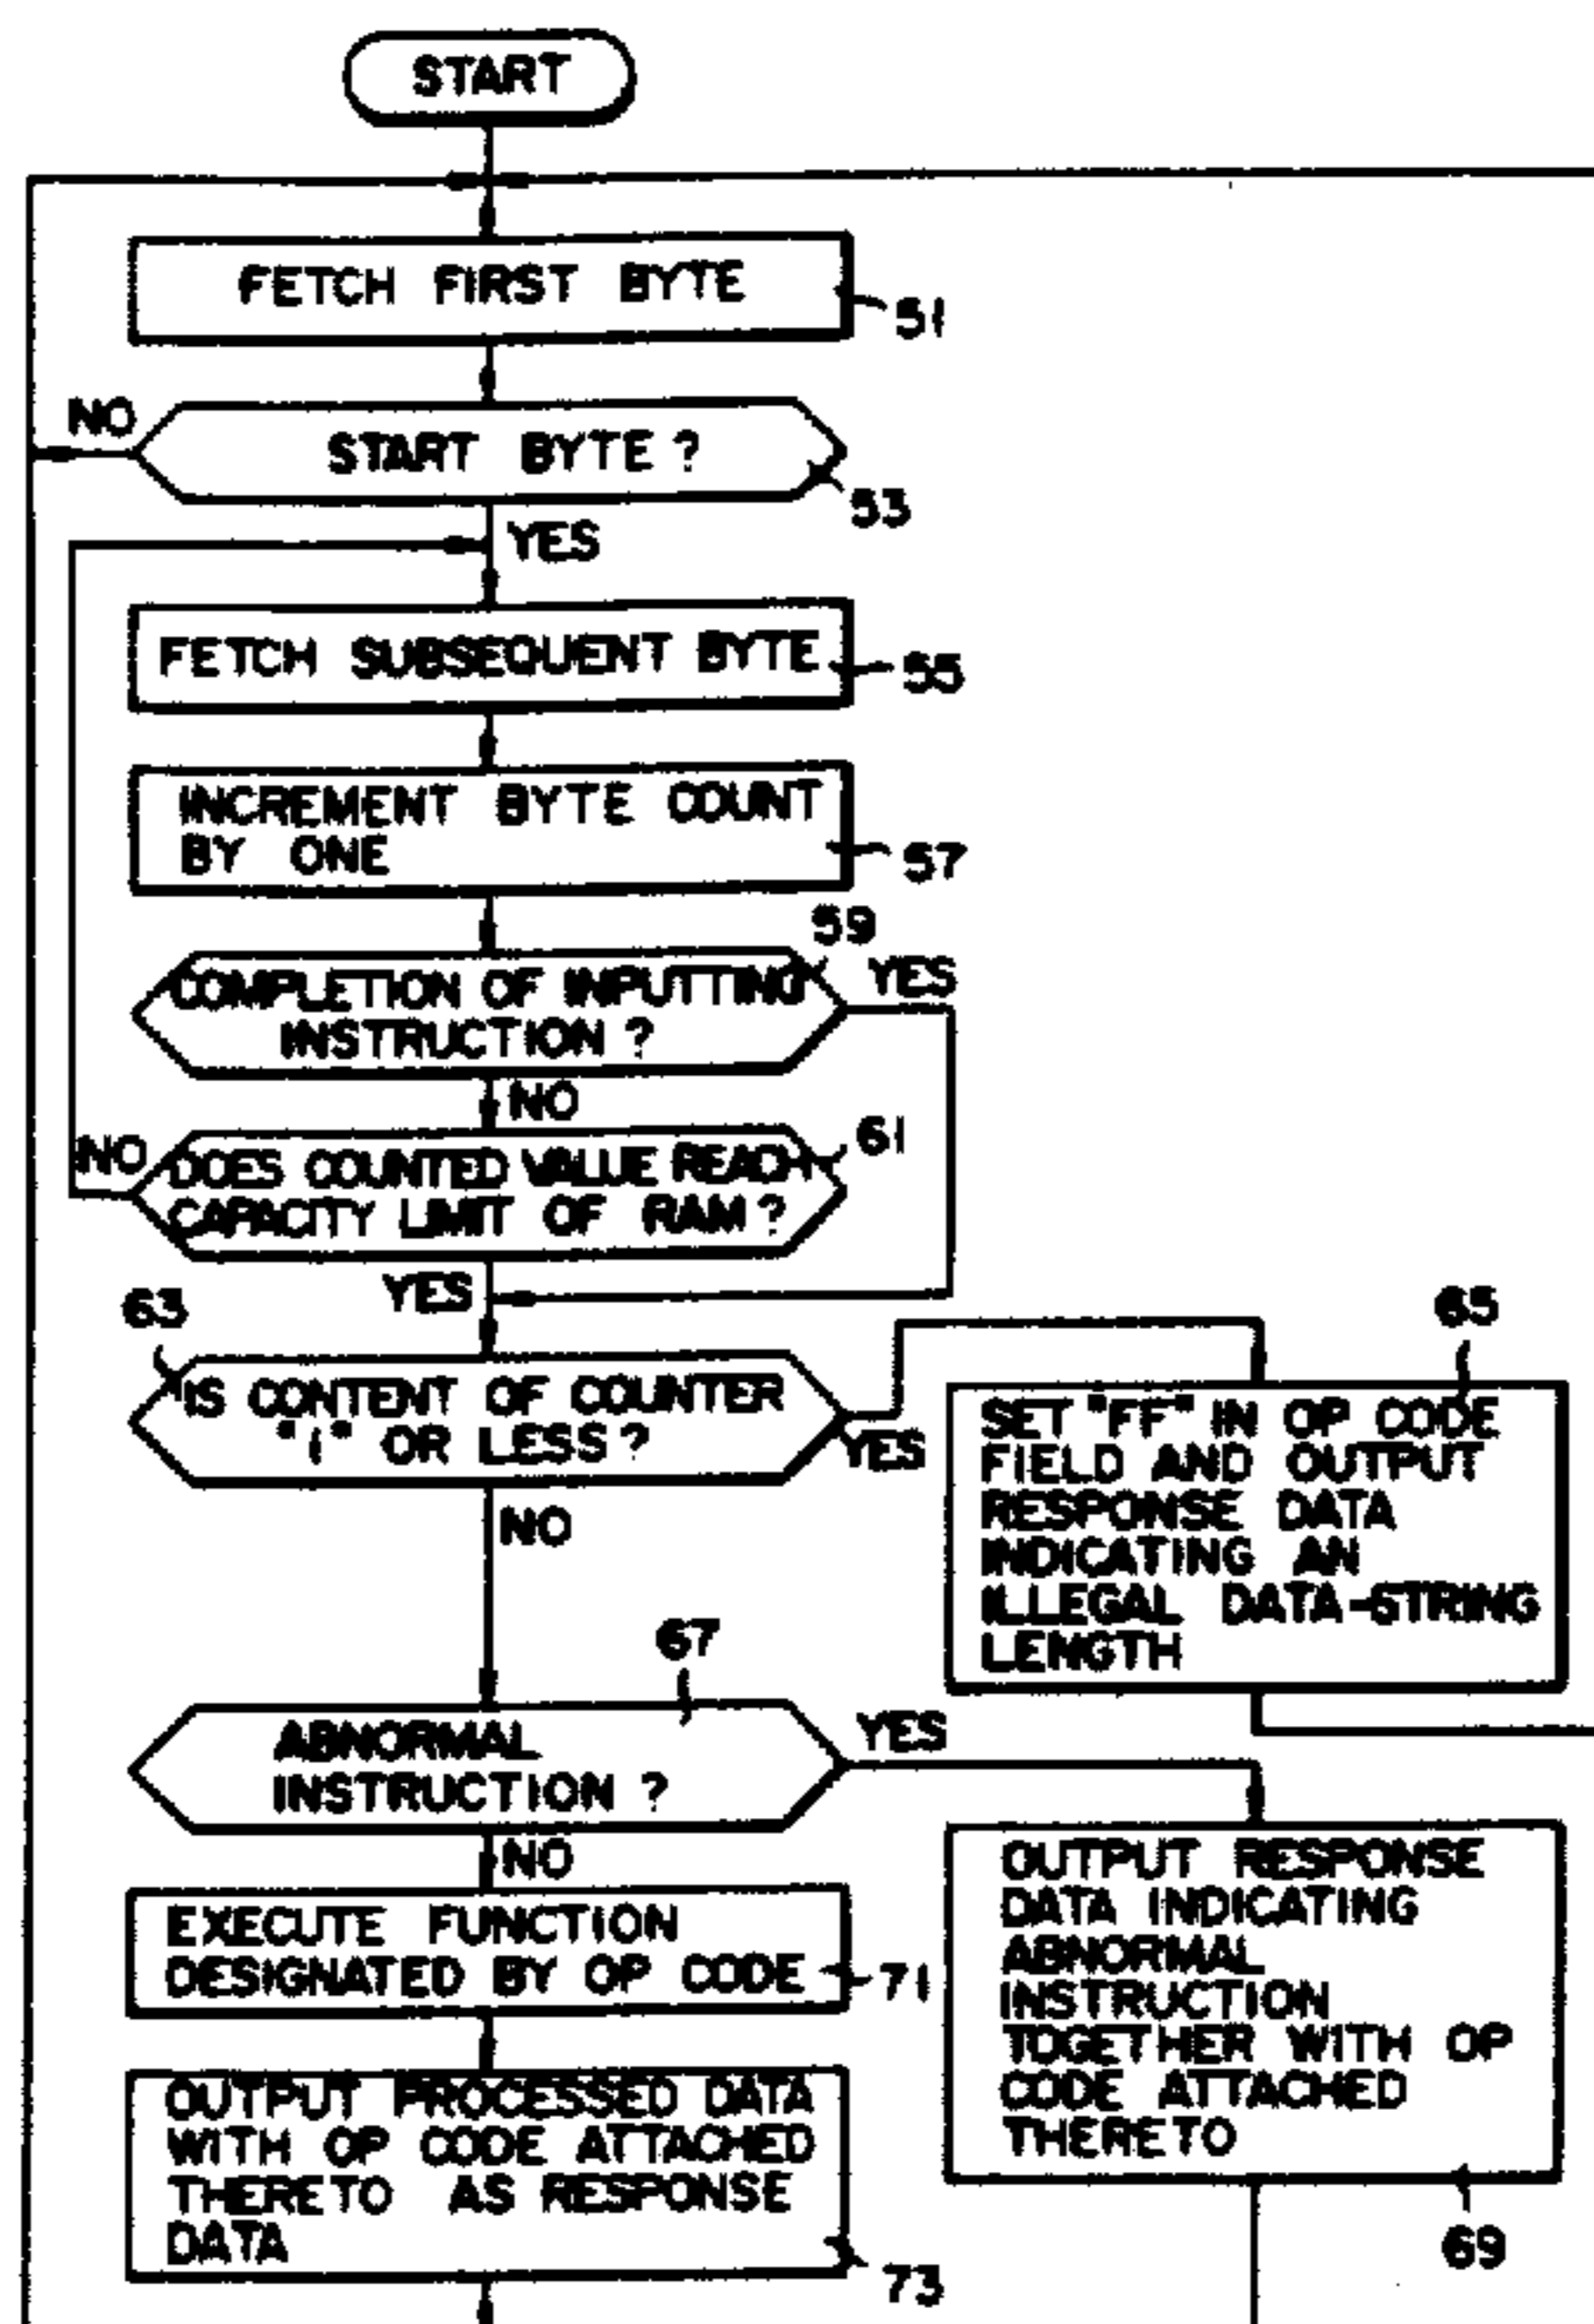 START
FETCH FIRST BYTE
51
NO
START BYTE ?
53
YES
FETCH SUBSEQUENT BYTE
55
INCREMENT BYTE COUNT
BY ONE
57
59
COMPLETION OF INPUTTING
INSTRUCTION ?
YES
NO
NO
DOES COUNTED VALUE REACH
CAPACITY LIMIT OF RAM ?
61
YES
63
IS CONTENT OF COUNTER
"1" OR LESS ?
YES
NO
65
SET "FF" IN OP CODE
FIELD AND OUTPUT
RESPONSE DATA
INDICATING AN
ILLEGAL DATA-STRING
LENGTH
67
ABNORMAL
INSTRUCTION ?
YES
NO
EXECUTE FUNCTION
DESIGNATED BY OP CODE
71
OUTPUT RESPONSE
DATA INDICATING
ABNORMAL
INSTRUCTION
TOGETHER WITH OP
CODE ATTACHED
THERETO
69
OUTPUT PROCESSED DATA
WITH OP CODE ATTACHED
THERETO AS RESPONSE
DATA
73